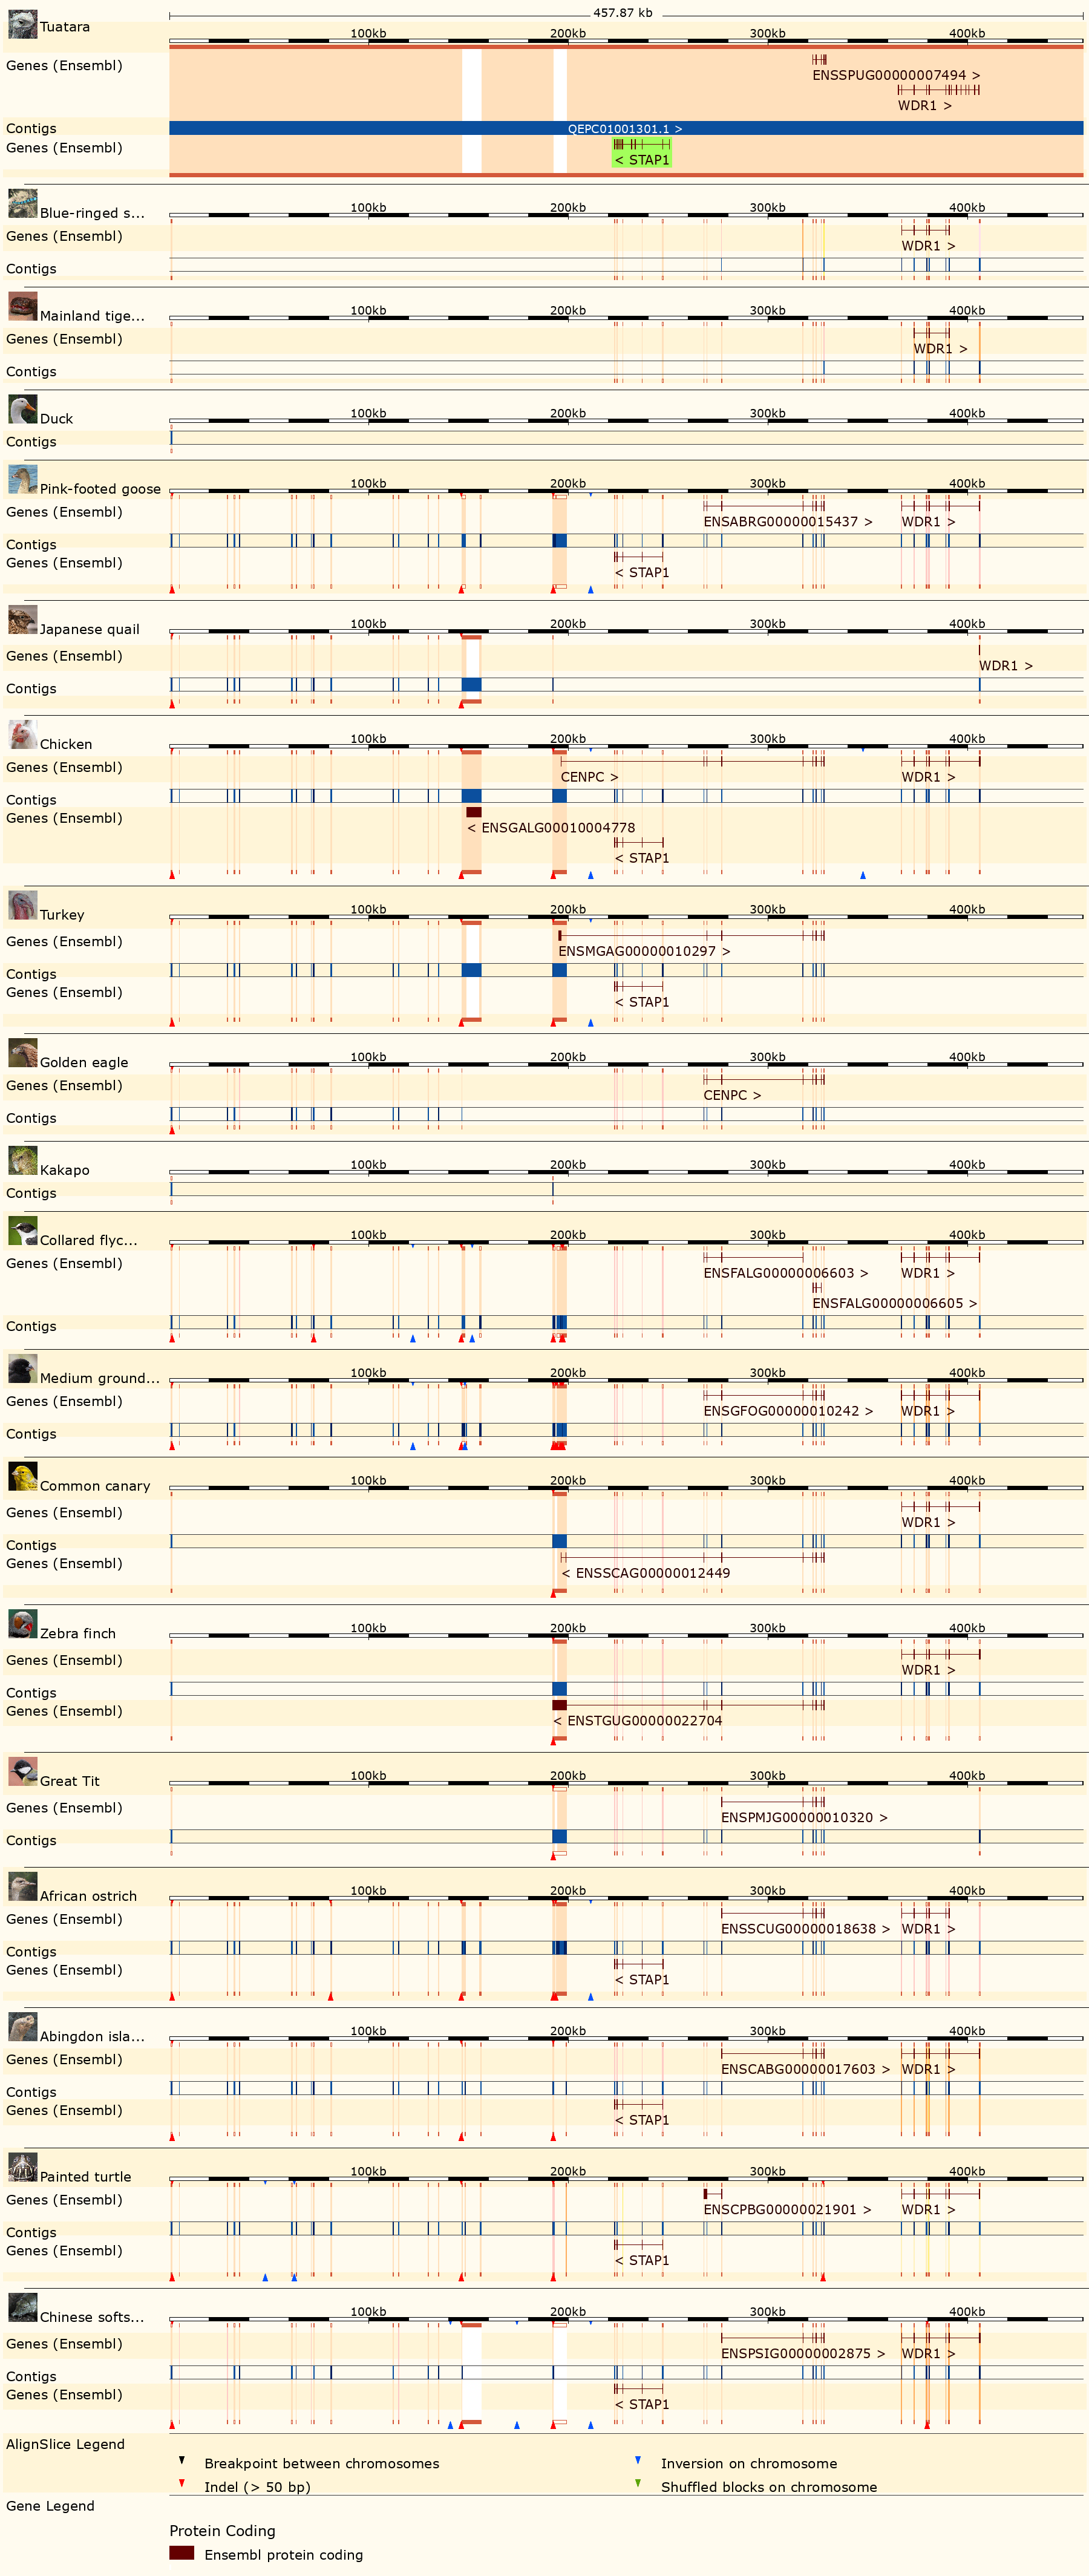 457.87 kb
Tuatara
100kb 200kb 300kb 400kb
Genes (Ensembl)
ENSSPUG00000007494 >
WDR1 >
Contigs
QEPC01001301.1 >
Genes (Ensembl)
< STAP1
Blue-ringed s...
100kb 200kb 300kb 400kb
Genes (Ensembl)
WDR1 >
Contigs
Mainland tige...
100kb 200kb 300kb 400kb
Genes (Ensembl)
WDR1 >
Contigs
Duck
100kb 200kb 300kb 400kb
Contigs
Pink-footed goose
100kb 200kb 300kb 400kb
Genes (Ensembl)
ENSABRG00000015437 > WDR1 >
Contigs
Genes (Ensembl)
< STAP1
Japanese quail
100kb 200kb 300kb 400kb
Genes (Ensembl)
WDR1 >
Contigs
Chicken
100kb 200kb 300kb 400kb
Genes (Ensembl)
CENPC > WDR1 >
Contigs
Genes (Ensembl)
< ENSGALG00010004778
< STAP1
Turkey
100kb 200kb 300kb 400kb
Genes (Ensembl)
ENSMGAG00000010297 >
Contigs
Genes (Ensembl)
< STAP1
Golden eagle
100kb 200kb 300kb 400kb
Genes (Ensembl)
CENPC >
Contigs
Kakapo
100kb 200kb 300kb 400kb
Contigs
Collared flyc...
100kb 200kb 300kb 400kb
Genes (Ensembl)
ENSFALG00000006603 > WDR1 >
ENSFALG00000006605 >
Contigs
Medium ground...
100kb 200kb 300kb 400kb
Genes (Ensembl)
ENSGFOG00000010242 > WDR1 >
Contigs
Common canary
100kb 200kb 300kb 400kb
Genes (Ensembl)
WDR1 >
Contigs
Genes (Ensembl)
< ENSSCAG00000012449
Zebra finch
100kb 200kb 300kb 400kb
Genes (Ensembl)
WDR1 >
Contigs
Genes (Ensembl)
< ENSTGUG00000022704
Great Tit
100kb 200kb 300kb 400kb
Genes (Ensembl)
ENSPMJG00000010320 >
Contigs
African ostrich
100kb 200kb 300kb 400kb
Genes (Ensembl)
ENSSCUG00000018638 > WDR1 >
Contigs
Genes (Ensembl)
< STAP1
Abingdon isla...
100kb 200kb 300kb 400kb
Genes (Ensembl)
ENSCABG00000017603 > WDR1 >
Contigs
Genes (Ensembl)
< STAP1
Painted turtle
100kb 200kb 300kb 400kb
Genes (Ensembl)
ENSCPBG00000021901 > WDR1 >
Contigs
Genes (Ensembl)
< STAP1
Chinese softs...
100kb 200kb 300kb 400kb
Genes (Ensembl)
ENSPSIG00000002875 > WDR1 >
Contigs
Genes (Ensembl)
< STAP1
AlignSlice Legend
Breakpoint between chromosomes Inversion on chromosome
Indel (> 50 bp) Shuffled blocks on chromosome
Gene Legend
Protein Coding
Ensembl protein coding